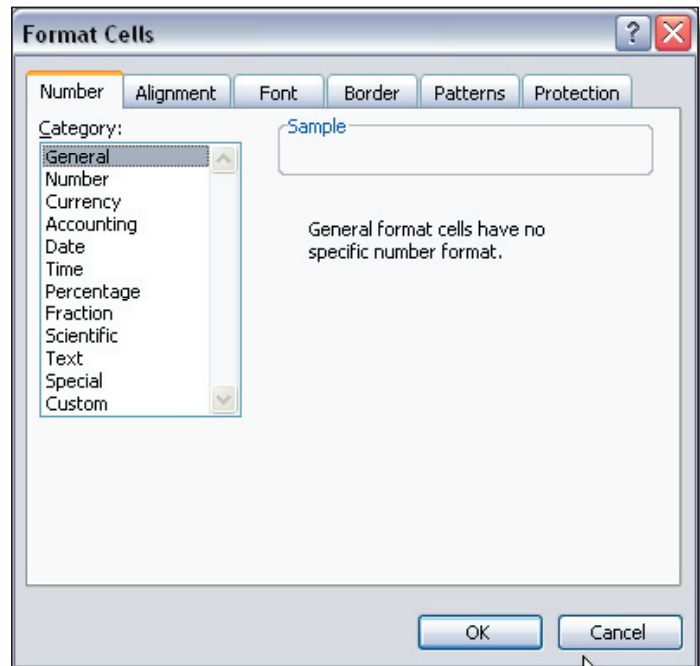 Format Cells
?
Number Alignment Font Border Patterns Protection
Category:
Sample
General
Number
Currency
Accounting
Date
Time
Percentage
Fraction
Scientific
Text
Special
Custom
General format cells have no
specific number format.
OK Cancel